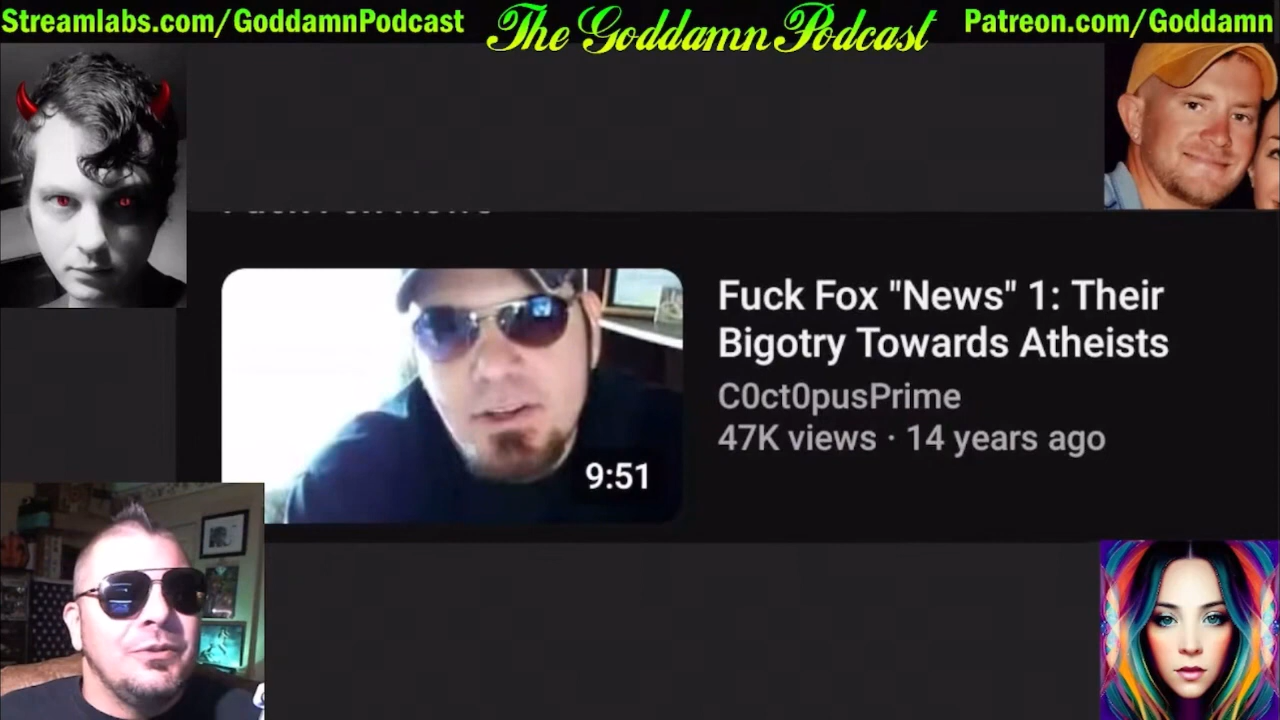 Streamlabs.com/GoddamnPodcast
The Goddamn Podcast
Patreon.com/Goddamn
Fuck Fox "News" 1: Their
Bigotry Towards Atheists
C0ct0pusPrime
47K views · 14 years ago
9:51